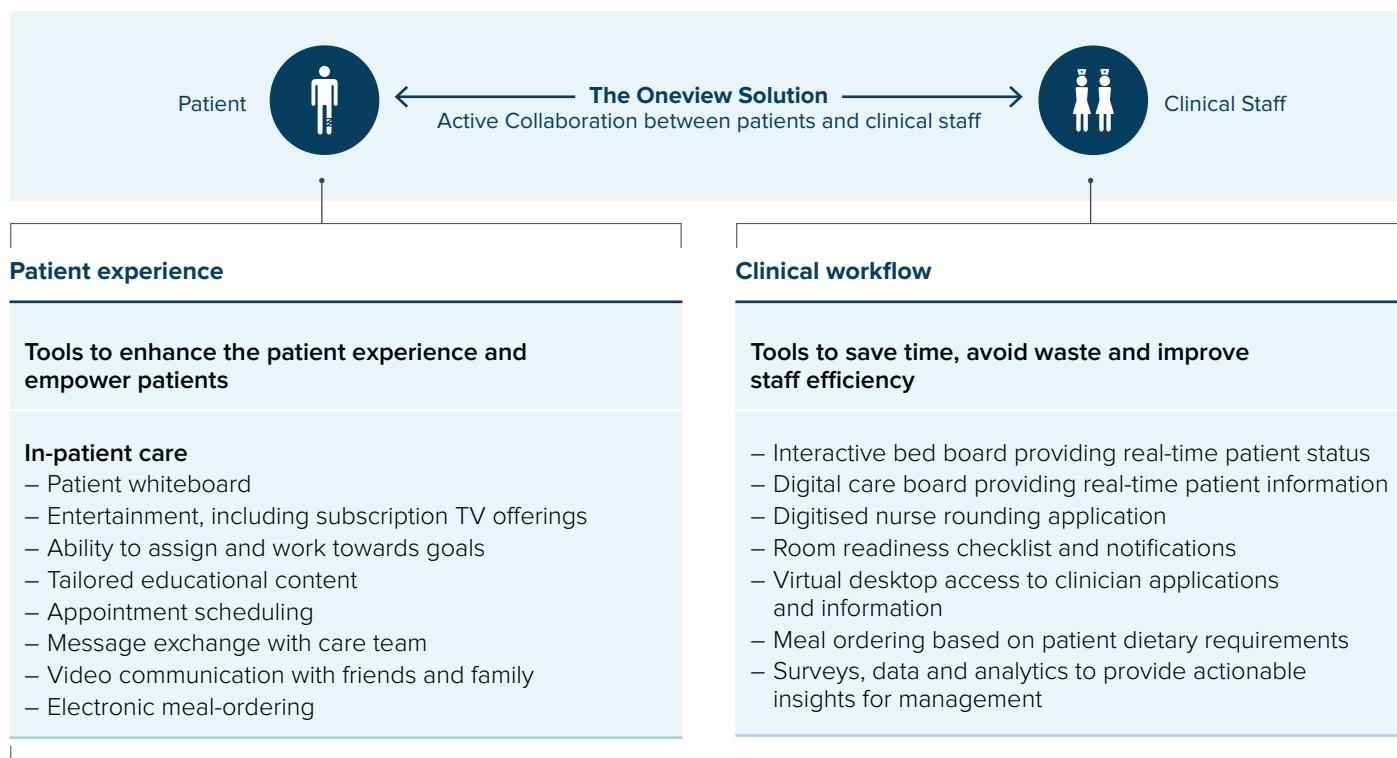 Patient
The Oneview Solution
Active Collaboration between patients and clinical staff
Clinical Staff
Patient experience
Tools to enhance the patient experience and
empower patients
In-patient care
– Patient whiteboard
– Entertainment, including subscription TV offerings
– Ability to assign and work towards goals
– Tailored educational content
– Appointment scheduling
– Message exchange with care team
– Video communication with friends and family
– Electronic meal-ordering
Clinical workflow
Tools to save time, avoid waste and improve
staff efficiency
– Interactive bed board providing real-time patient status
– Digital care board providing real-time patient information
– Digitised nurse rounding application
– Room readiness checklist and notifications
– Virtual desktop access to clinician applications
and information
– Meal ordering based on patient dietary requirements
– Surveys, data and analytics to provide actionable
insights for management